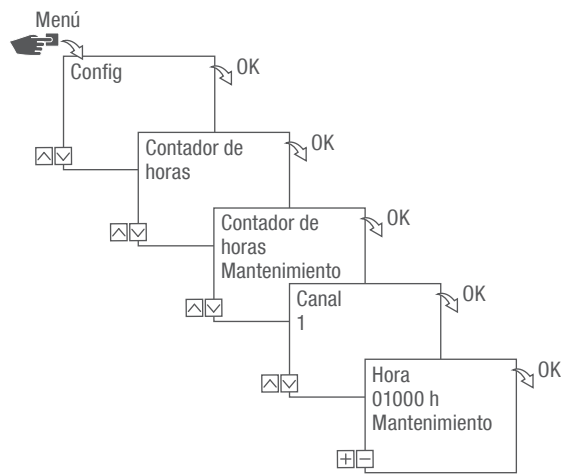 Menú
Config
OK
Contador de
horas
OK
Contador de
horas
Mantenimiento
OK
Canal
1
OK
Hora
01000 h
Mantenimiento
OK
+ -